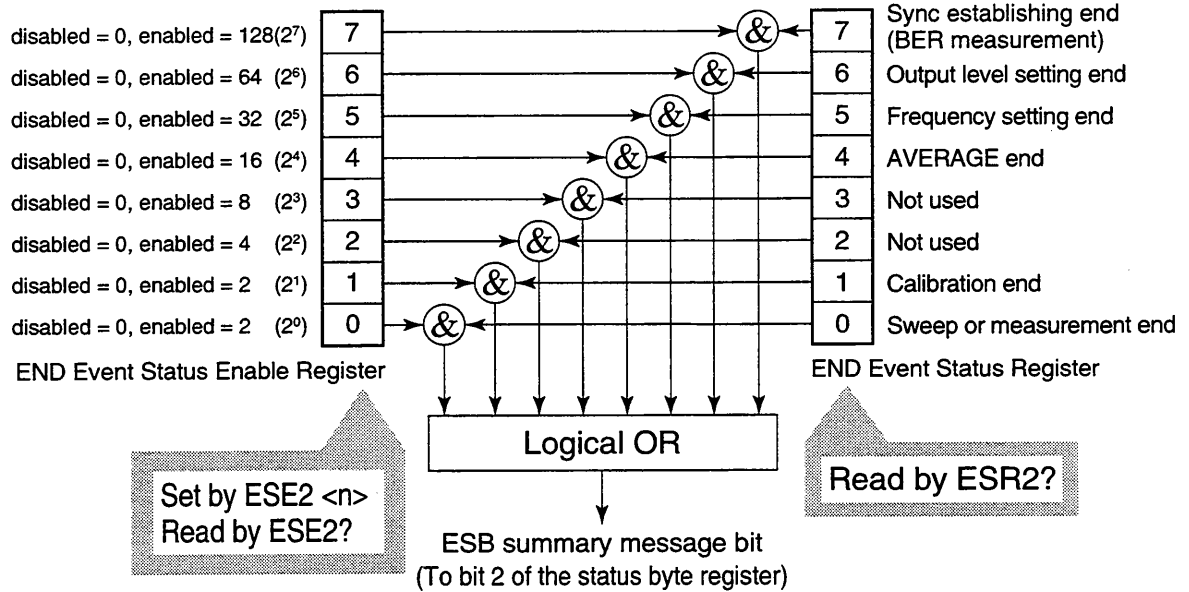 disabled = 0, enabled = 128(2⁷) 7 & 7 Sync establishing end
(BER measurement)
disabled = 0, enabled = 64 (2⁶) 6 & 6 Output level setting end
disabled = 0, enabled = 32 (2⁵) 5 & 5 Frequency setting end
disabled = 0, enabled = 16 (2⁴) 4 & 4 AVERAGE end
disabled = 0, enabled = 8 (2³) 3 & 3 Not used
disabled = 0, enabled = 4 (2²) 2 & 2 Not used
disabled = 0, enabled = 2 (2¹) 1 & 1 Calibration end
disabled = 0, enabled = 2 (2⁰) 0 & 0 Sweep or measurement end
END Event Status Enable Register
END Event Status Register
Logical OR
Set by ESE2 <n>
Read by ESE2?
Read by ESR2?
ESB summary message bit
(To bit 2 of the status byte register)